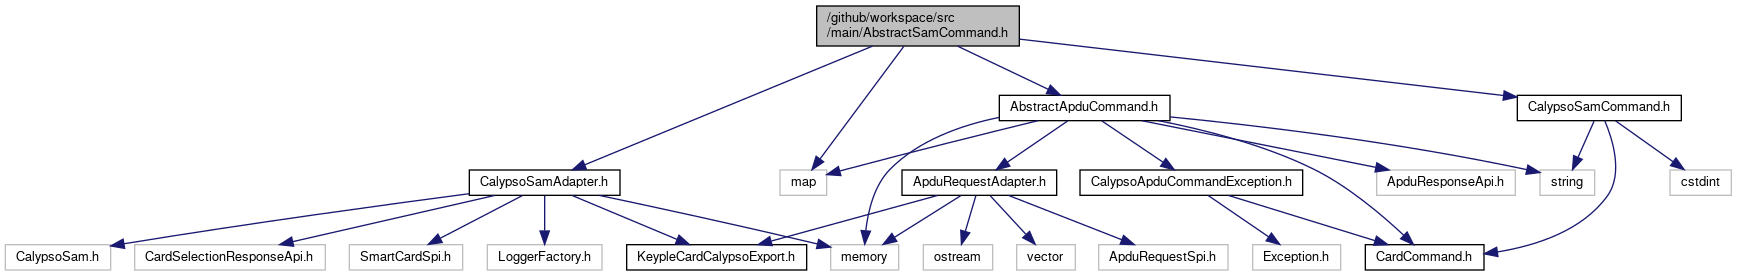 /github/workspace/src
/main/AbstractSamCommand.h
AbstractApduCommand.h
CalypsoSamCommand.h
CalypsoSamAdapter.h
map
ApduRequestAdapter.h
CalypsoApduCommandException.h
ApduResponseApi.h
string
cstdint
CalypsoSam.h
CardSelectionResponseApi.h
SmartCardSpi.h
LoggerFactory.h
KeypleCardCalypsoExport.h
memory
ostream
vector
ApduRequestSpi.h
Exception.h
CardCommand.h